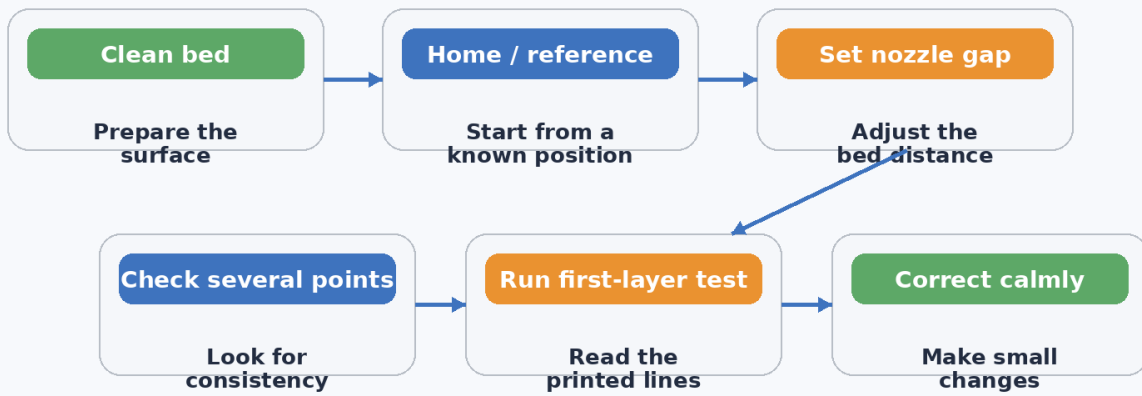 Clean bed
Prepare the
surface
Home / reference
Start from a
known position
Set nozzle gap
Adjust the
bed distance
Check several points
Look for
consistency
Run first-layer test
Read the
printed lines
Correct calmly
Make small
changes